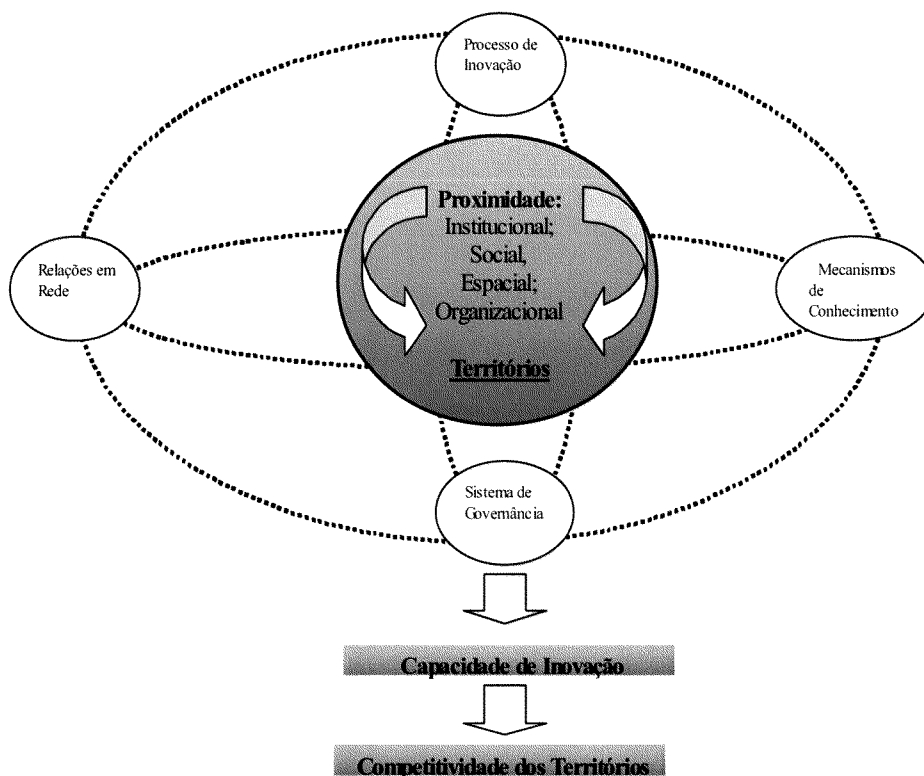 Processo de
Inovação
Proximidade:
Institucional;
Social,
Espacial;
Organizacional
Territórios
Relações em
Rede
Mecanismos
de
Conhecimento
Sistema de
Governância
Capacidade de Inovação
Competitividade dos Territórios